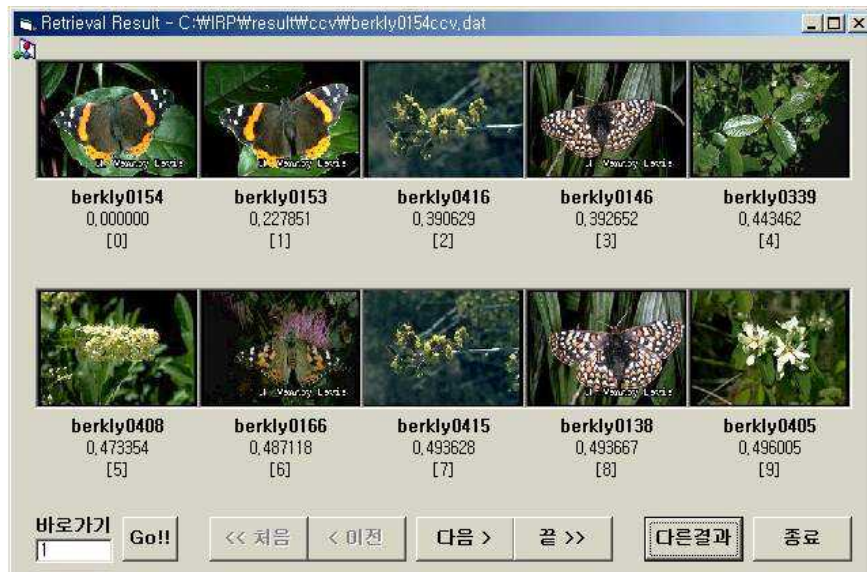 Retrieval Result - C:₩IRP₩result₩ccv₩berkly0154ccv.dat
berkly0154 berkly0153 berkly0416 berkly0146 berkly0339
0,000000 0,227851 0,390629 0,392652 0,443462
[0] [1] [2] [3] [4]
berkly0408 berkly0166 berkly0415 berkly0138 berkly0405
0,473354 0,487118 0,493628 0,493667 0,496005
[5] [6] [7] [8] [9]
바로가기
1
Go!! << 처음 < 이전 다음 > 끝 >> 다른결과 종료